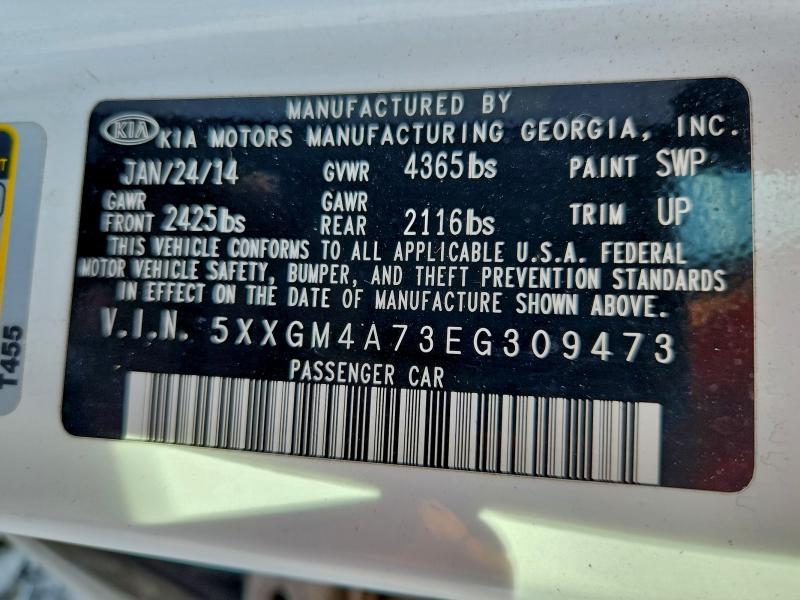 MANUFACTURED BY
KIA KIA MOTORS MANUFACTURING GEORGIA, INC.
JAN/24/14 GVWR 4365lbs PAINT SWP
GAWR FRONT 2425lbs GAWR REAR 2116lbs TRIM UP
THIS VEHICLE CONFORMS TO ALL APPLICABLE U.S.A. FEDERAL
MOTOR VEHICLE SAFETY, BUMPER, AND THEFT PREVENTION STANDARDS
IN EFFECT ON THE DATE OF MANUFACTURE SHOWN ABOVE.
V.I.N. 5XXGM4A73EG309473
PASSENGER CAR
T455